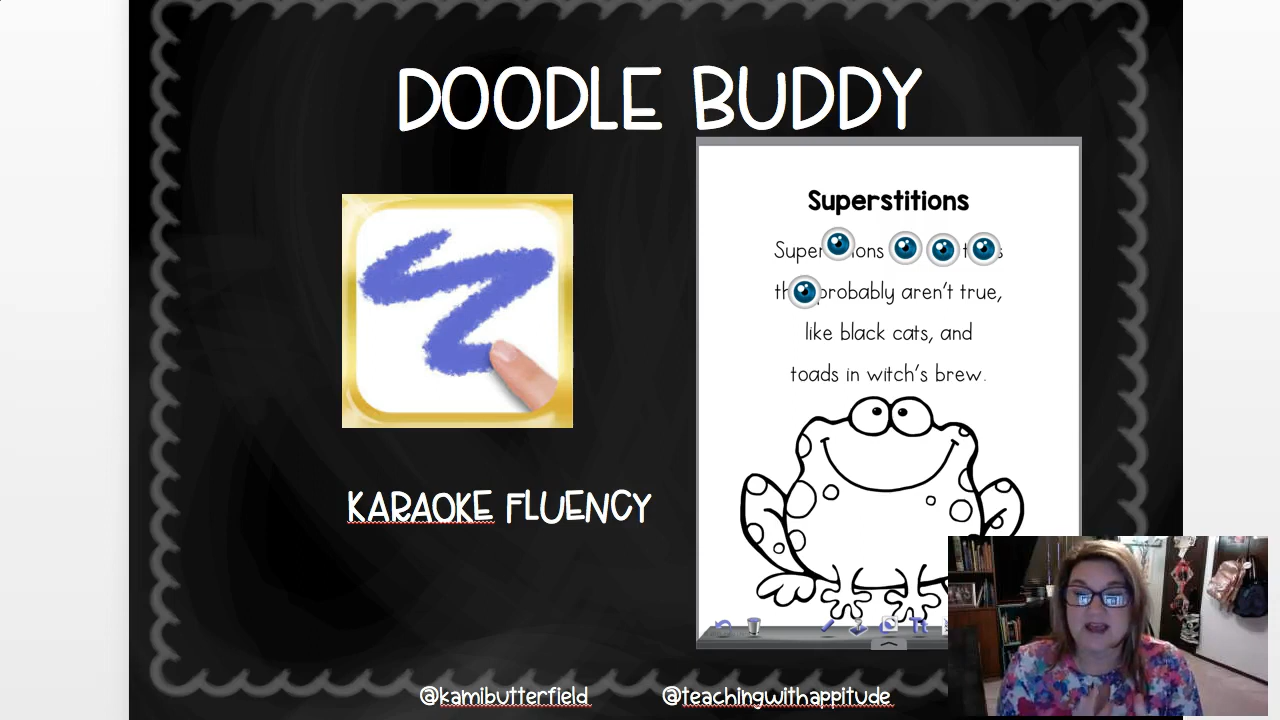 DOODLE BUDDY
Superstitions
probably aren't true,
like black cats, and
toads in witch's brew.
KARAOKE FLUENCY
@kamibutterfield
@teachingwithappitude